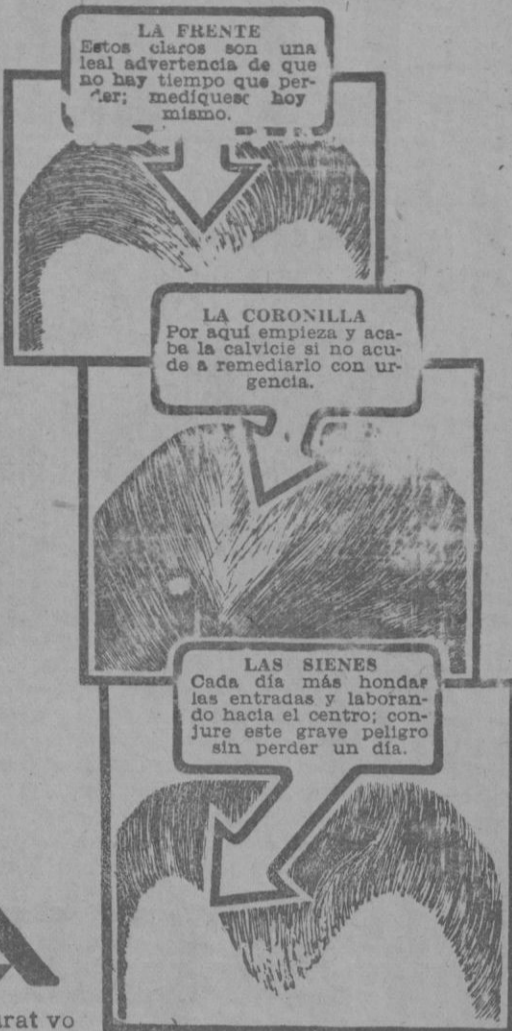 LA FRENTE
Estos claros son una
leal advertencia de que
no hay tiempo que per-
der; mediquese hoy
mismo.
LA CORONILLA
Por aquí empieza y aca-
ba la calvicie si no acu-
de a remediarlo con ur-
gencia.
LAS SIENES
Cada día más hondas
las entradas y laboran-
do hacia el centro; con-
jure este grave peligro
sin perder un día.
A
urat vo